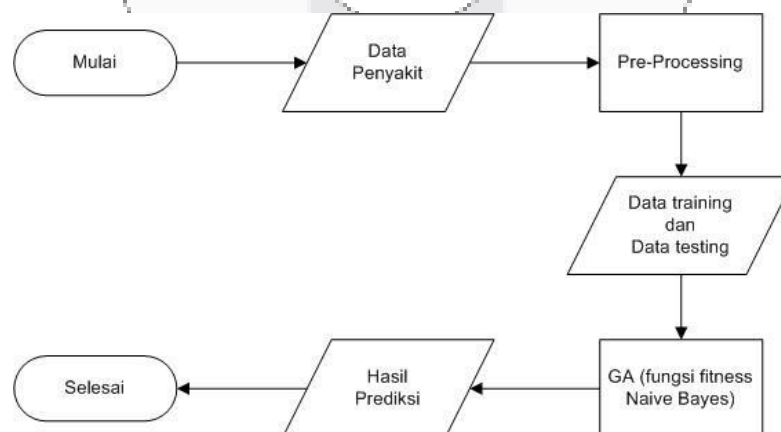 Mulai
Data
Penyakit
Pre-Processing
Data training
dan
Data testing
GA (fungsi fitness
Naive Bayes)
Hasil
Prediksi
Selesai